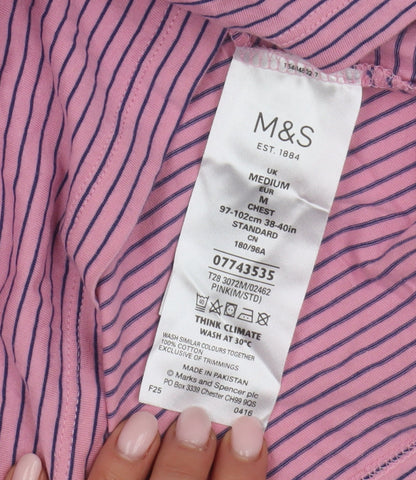 M&S
EST. 1884
UK
MEDIUM
EUR
M
CHEST
97-102cm 38-40in
STANDARD
CN
180/96A
07743535
T28 3072M/02462
PINK(M/STD)
THINK CLIMATE
WASH AT 30°C
WASH SIMILAR COLOURS TOGETHER
100% COTTON
EXCLUSIVE OF TRIMMINGS
MADE IN PAKISTAN
© Marks and Spencer plc
PO Box 3339 Chester CH99 9QS
F25 0416